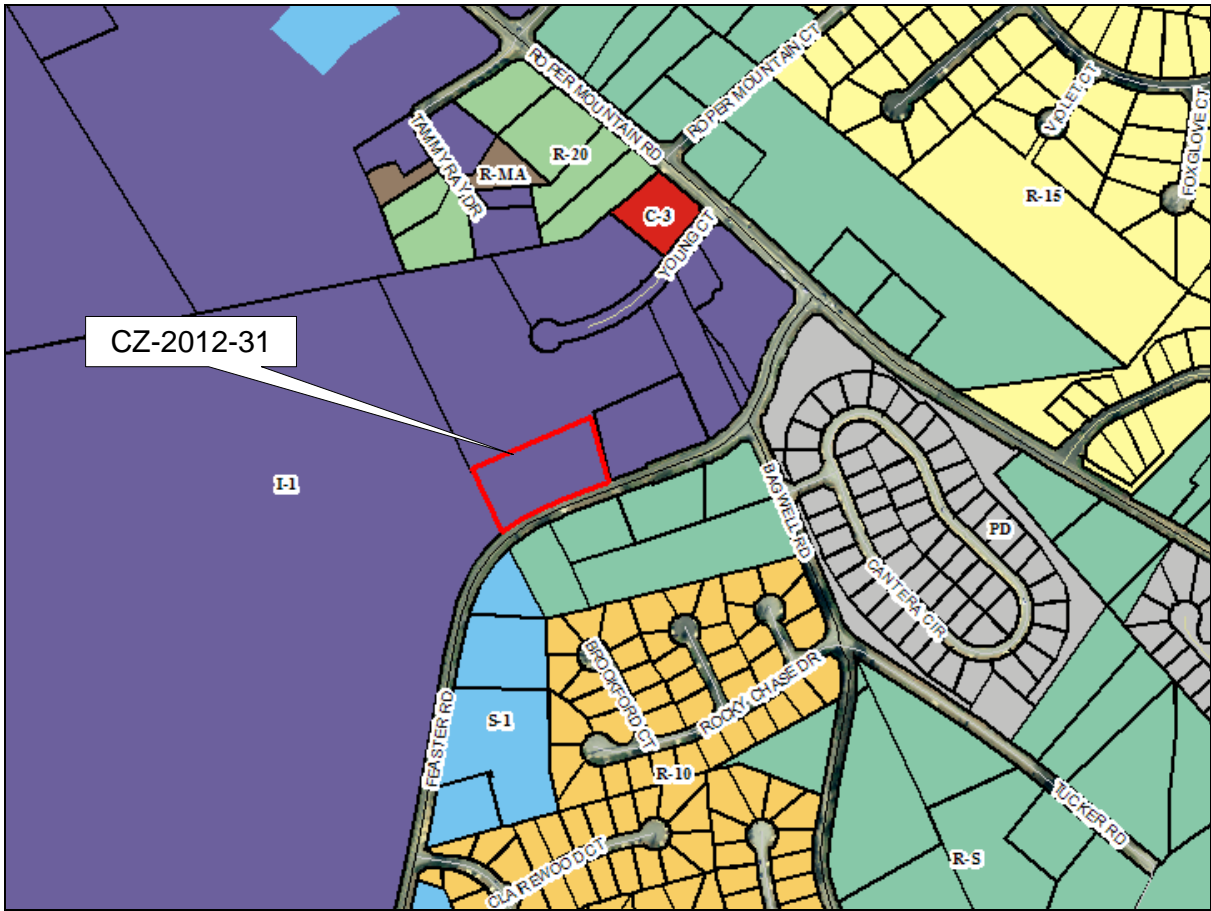 ROPER MOUNTAIN RD
ROPER MOUNTAIN CT
VIOLET CT
FOXGLOVE CT
TAMMY RAY DR
R-20
R-MA
R-15
C-3
YOUNG CT
CZ-2012-31
I-1
BAGWELL RD
PD
CANTERA CIR
BROOKFORD CT
ROCKY CHASE DR
FEASTER RD
S-1
R-10
TUCKER RD
CLAIREWOOD CT
R-S